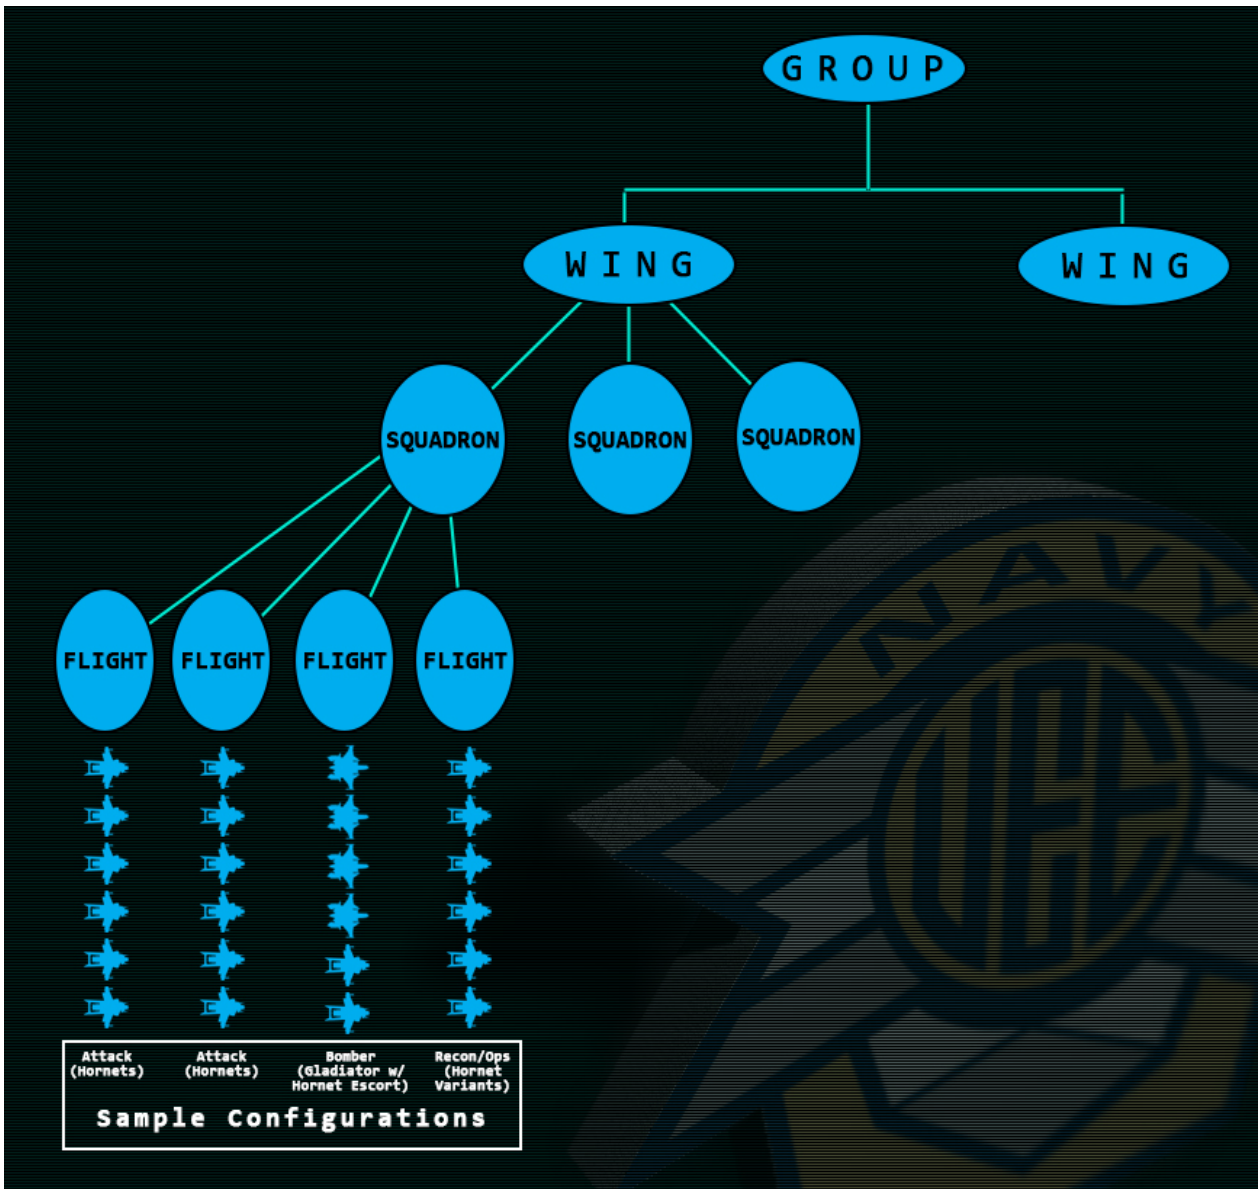 GROUP
WING WING
SQUADRON SQUADRON SQUADRON
FLIGHT FLIGHT FLIGHT FLIGHT
Attack
(Hornets)
Attack
(Hornets)
Bomber
(Gladiator w/
Hornet Escort)
Recon/Ops
(Hornet
Variants)
Sample Configurations
NAVY
UEE